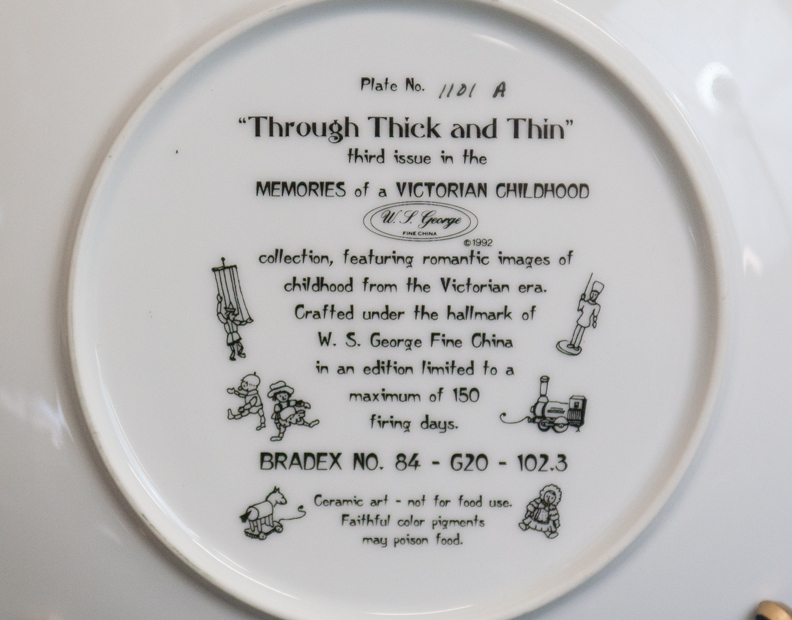 Plate No. 1101 A
"Through Thick and Thin"
third issue in the
MEMORIES of a VICTORIAN CHILDHOOD
W. S. George
FINE CHINA
©1992
collection, featuring romantic images of
childhood from the Victorian era.
Crafted under the hallmark of
W. S. George Fine China
in an edition limited to a
maximum of 150
firing days.
BRADEX NO. 84 - G20 - 102.3
Ceramic art - not for food use.
Faithful color pigments
may poison food.